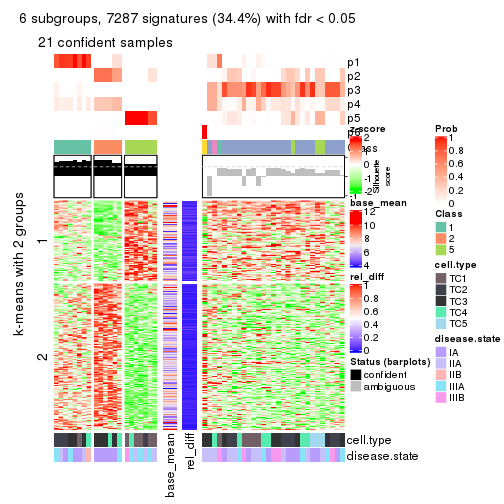 6 subgroups, 7287 signatures (34.4%) with fdr < 0.05
21 confident samples
p1
p2
p3
p4
p5
p6
Class
Silhouette score
1
0
-1
k-means with 2 groups
1
2
base_mean
rel_diff
cell.type
disease.state
z-score
2
1
0
-1
-2
base_mean
12
10
8
6
4
rel_diff
1
0.8
0.6
0.4
0.2
0
Status (barplots)
confident
ambiguous
Prob
1
0.8
0.6
0.4
0.2
0
Class
1
2
5
cell.type
TC1
TC2
TC3
TC4
TC5
disease.state
IA
IIA
IIB
IIIA
IIIB